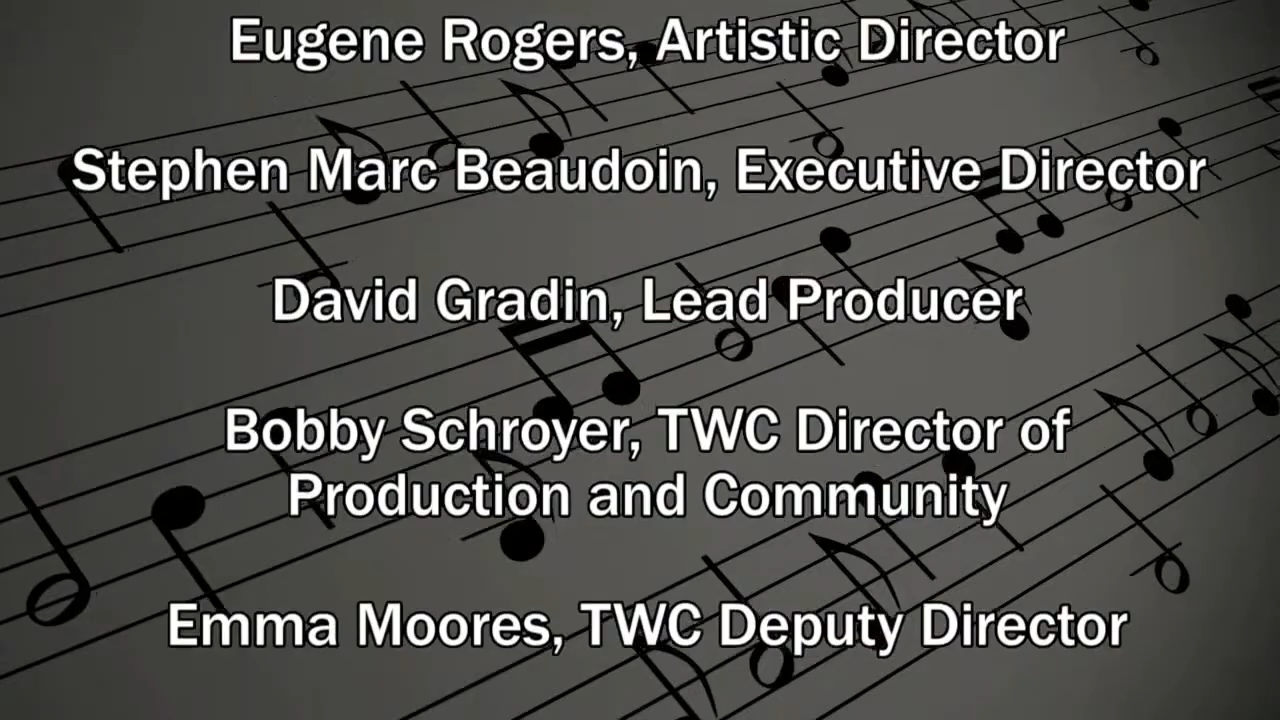 Eugene Rogers, Artistic Director
Stephen Marc Beaudoin, Executive Director
David Gradin, Lead Producer
Bobby Schroyer, TWC Director of
Production and Community
Emma Moores, TWC Deputy Director